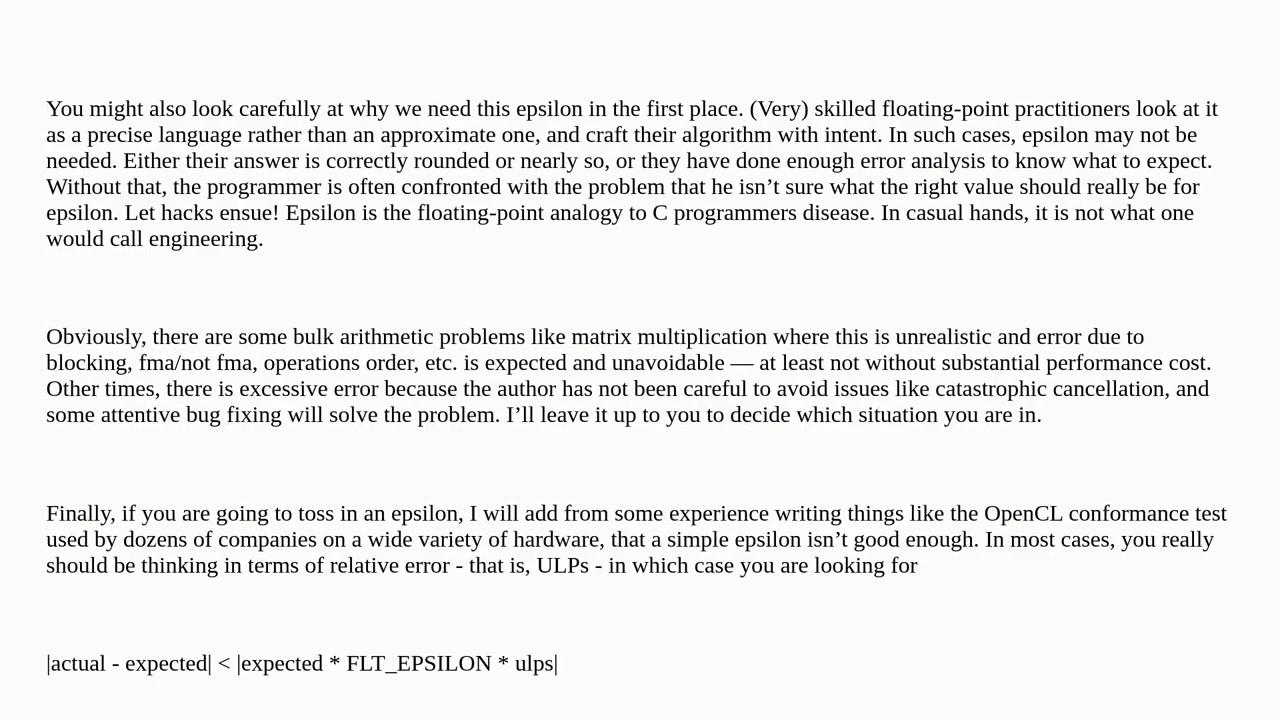 You might also look carefully at why we need this epsilon in the first place. (Very) skilled floating-point practitioners look at it
as a precise language rather than an approximate one, and craft their algorithm with intent. In such cases, epsilon may not be
needed. Either their answer is correctly rounded or nearly so, or they have done enough error analysis to know what to expect.
Without that, the programmer is often confronted with the problem that he isn’t sure what the right value should really be for
epsilon. Let hacks ensue! Epsilon is the floating-point analogy to C programmers disease. In casual hands, it is not what one
would call engineering.
Obviously, there are some bulk arithmetic problems like matrix multiplication where this is unrealistic and error due to
blocking, fma/not fma, operations order, etc. is expected and unavoidable — at least not without substantial performance cost.
Other times, there is excessive error because the author has not been careful to avoid issues like catastrophic cancellation, and
some attentive bug fixing will solve the problem. I’ll leave it up to you to decide which situation you are in.
Finally, if you are going to toss in an epsilon, I will add from some experience writing things like the OpenCL conformance test
used by dozens of companies on a wide variety of hardware, that a simple epsilon isn’t good enough. In most cases, you really
should be thinking in terms of relative error - that is, ULPs - in which case you are looking for
|actual - expected| < |expected * FLT_EPSILON * ulps|